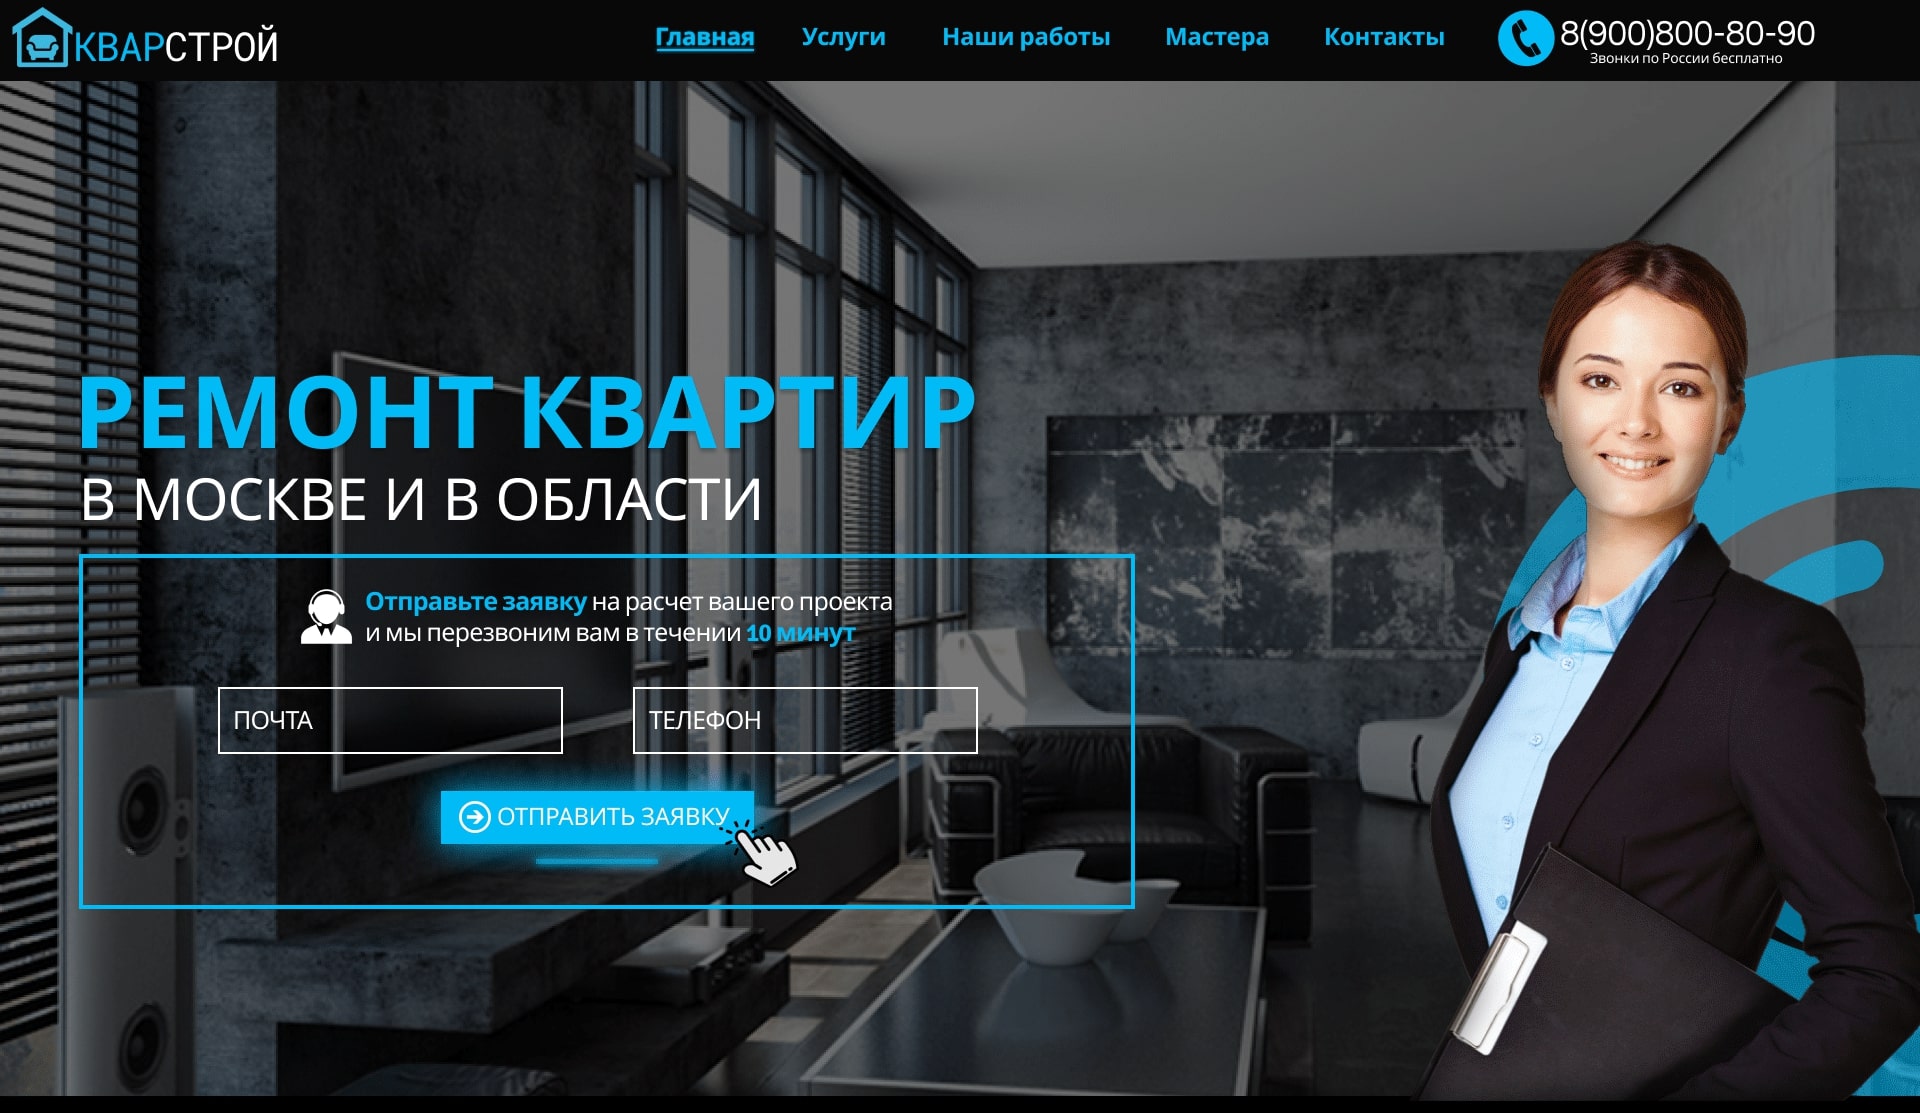 КВАРСТРОЙ
Главная Услуги Наши работы Мастера Контакты
8(900)800-80-90
Звонки по России бесплатно
РЕМОНТ КВАРТИР
В МОСКВЕ И В ОБЛАСТИ
Отправьте заявку на расчет вашего проекта
и мы перезвоним вам в течении 10 минут
ПОЧТА
ТЕЛЕФОН
ОТПРАВИТЬ ЗАЯВКУ